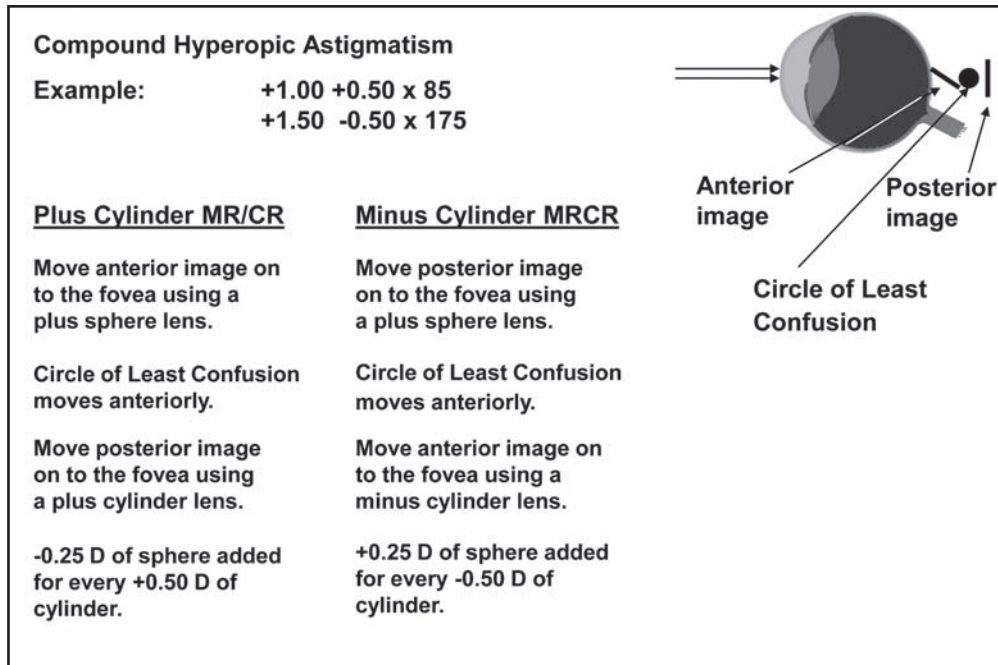 Compound Hyperopic Astigmatism
Example: +1.00 +0.50 x 85
+1.50 -0.50 x 175
Plus Cylinder MR/CR
Move anterior image on
to the fovea using a
plus sphere lens.
Circle of Least Confusion
moves anteriorly.
Move posterior image
on to the fovea using
a plus cylinder lens.
-0.25 D of sphere added
for every +0.50 D of
cylinder.
Minus Cylinder MRCR
Move posterior image
on to the fovea using
a plus sphere lens.
Circle of Least Confusion
moves anteriorly.
Move anterior image on
to the fovea using a
minus cylinder lens.
+0.25 D of sphere added
for every -0.50 D of
cylinder.
Anterior
image
Posterior
image
Circle of Least
Confusion